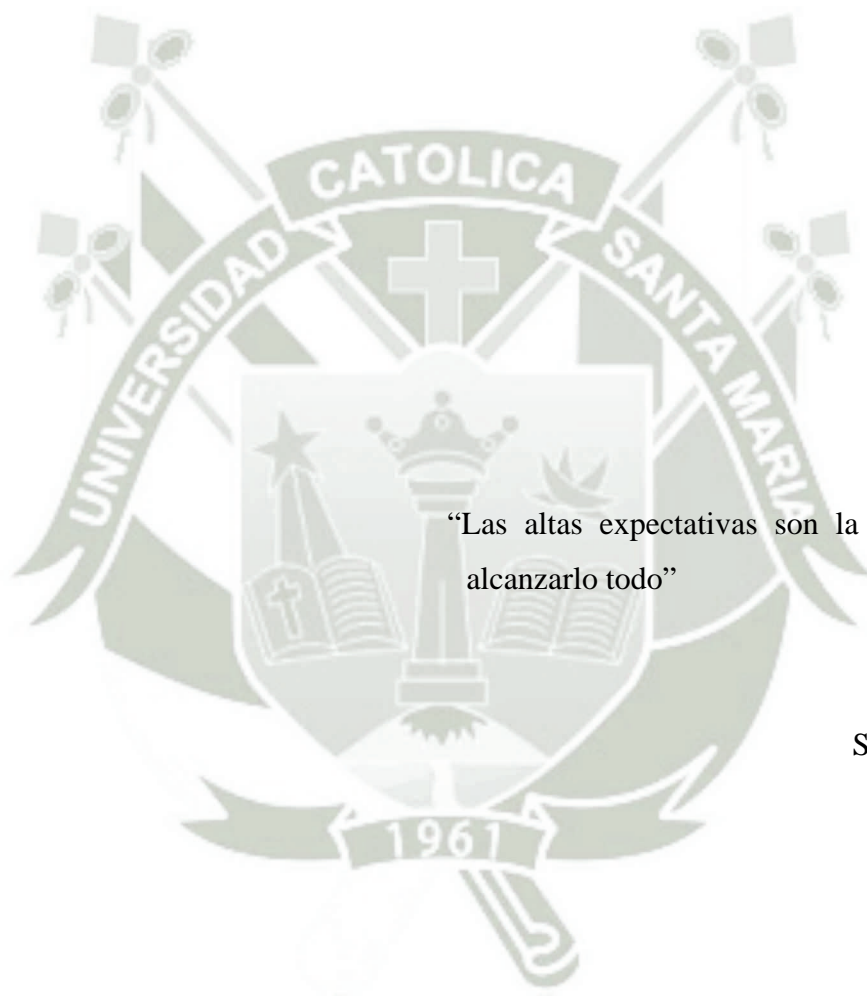 CATOLICA
UNIVERSIDAD
SANTA MARIA
“Las altas expectativas son la
alcanzarlo todo”
S
1961